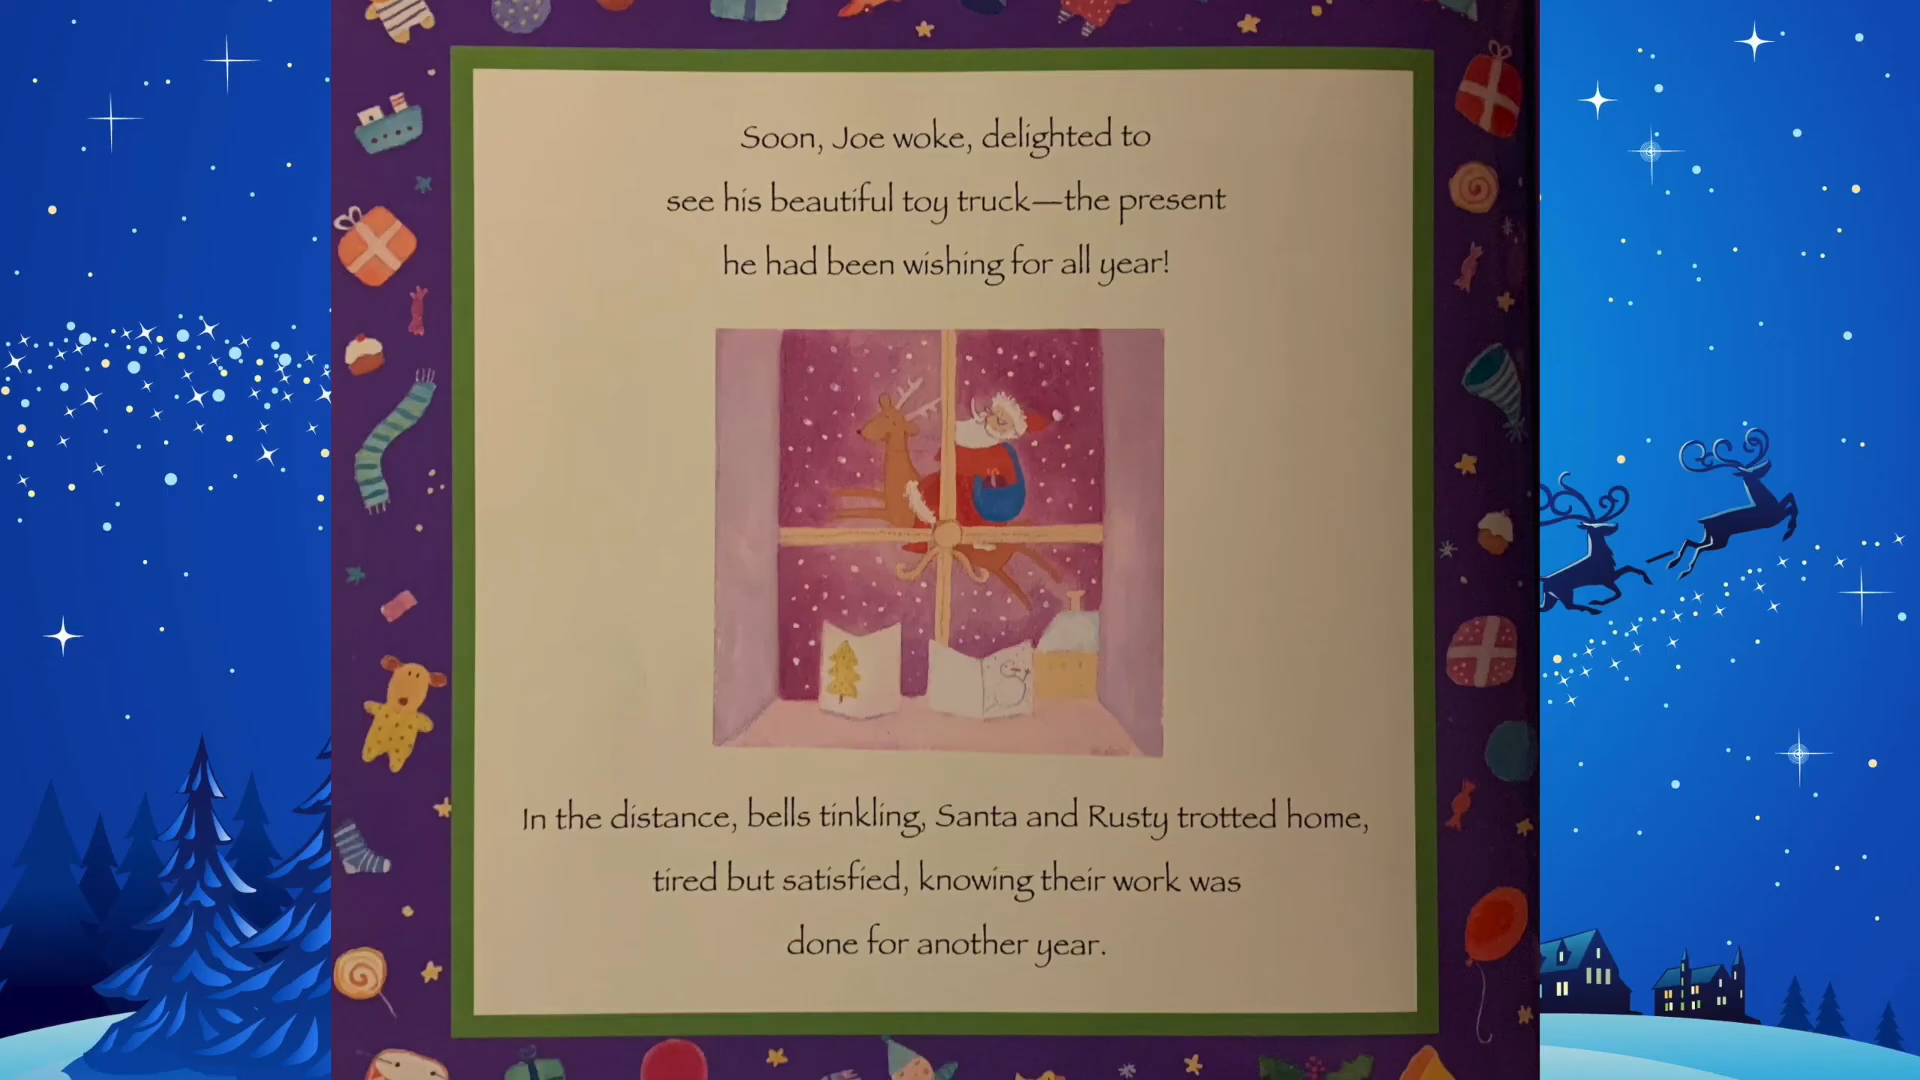 Soon, Joe woke, delighted to
see his beautiful toy truck—the present
he had been wishing for all year!
In the distance, bells tinkling, Santa and Rusty trotted home,
tired but satisfied, knowing their work was
done for another year.